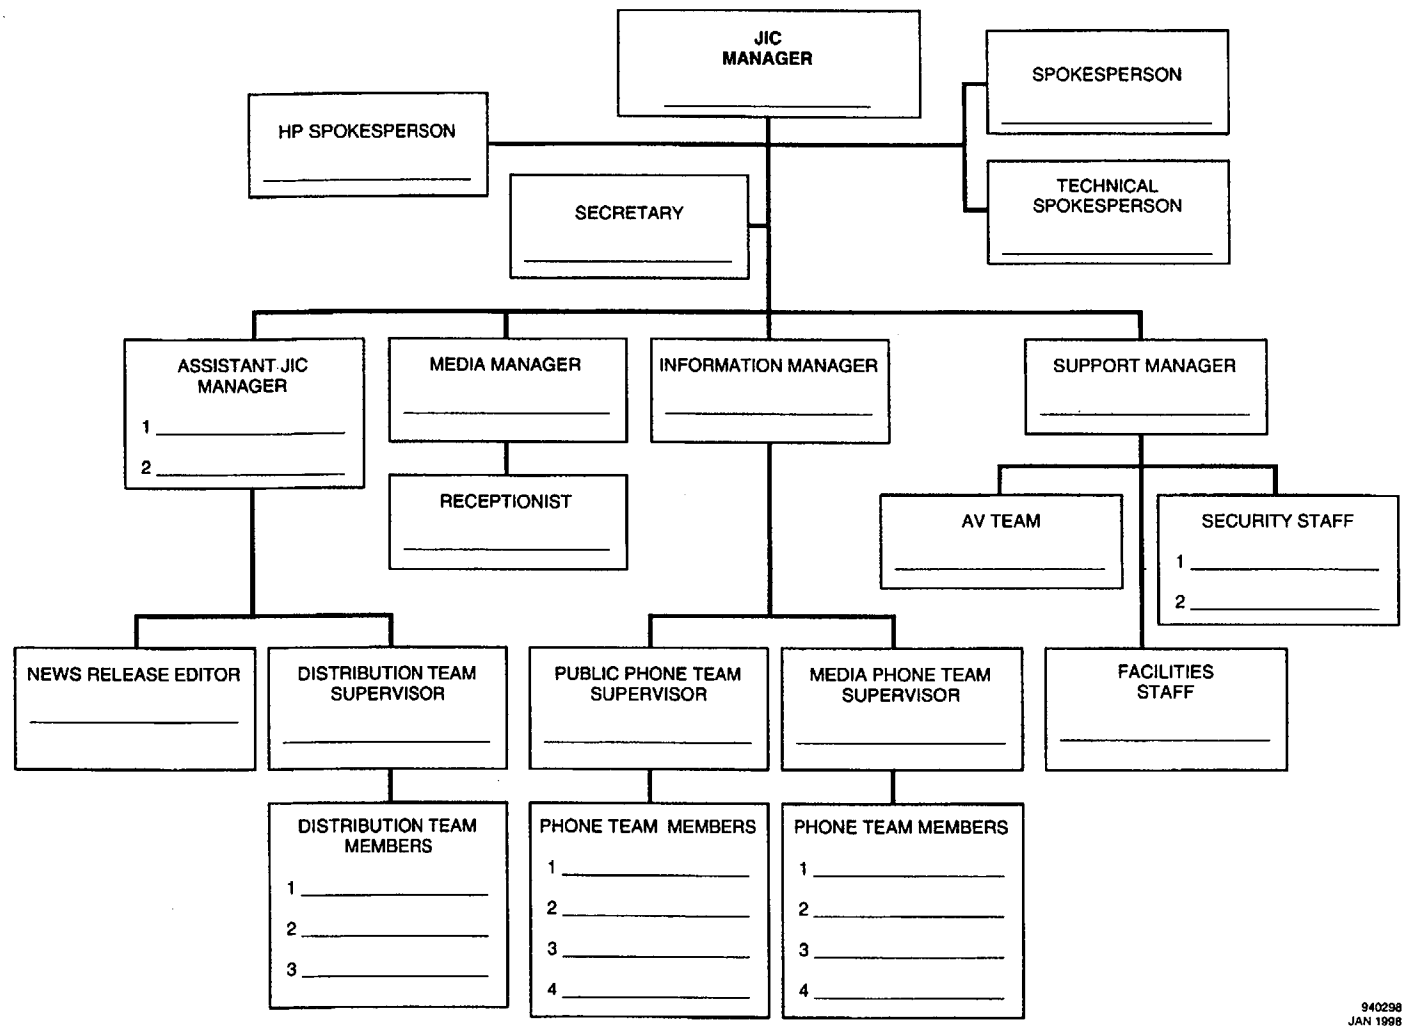 JIC
MANAGER
SPOKESPERSON
HP SPOKESPERSON
TECHNICAL
SPOKESPERSON
SECRETARY
ASSISTANT JIC
MANAGER
1
2
MEDIA MANAGER
INFORMATION MANAGER
SUPPORT MANAGER
RECEPTIONIST
AV TEAM
SECURITY STAFF
1
2
NEWS RELEASE EDITOR
DISTRIBUTION TEAM
SUPERVISOR
PUBLIC PHONE TEAM
SUPERVISOR
MEDIA PHONE TEAM
SUPERVISOR
FACILITIES
STAFF
DISTRIBUTION TEAM
MEMBERS
1
2
3
PHONE TEAM MEMBERS
1
2
3
4
PHONE TEAM MEMBERS
1
2
3
4
940298
JAN 1998